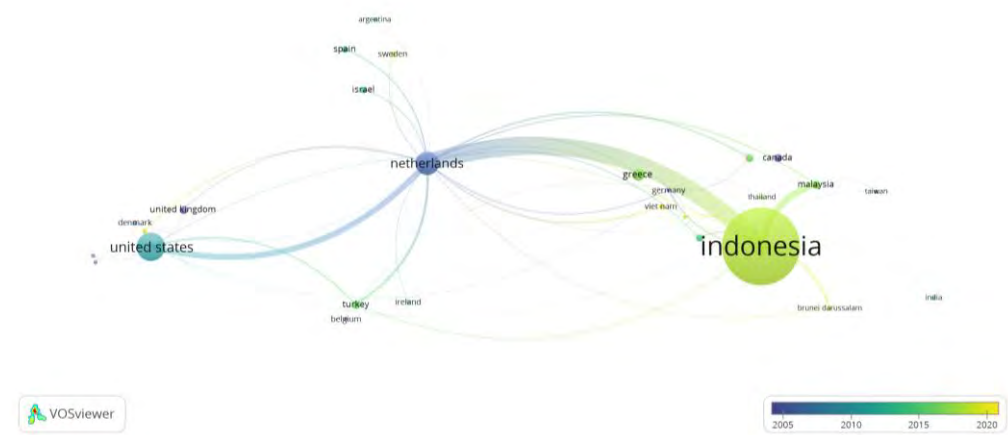 argentina
spain
sweden
israel
netherlands
canada
greece
malaysia
germany
taiwan
thailand
viet nam
united kingdom
denmark
united states
indonesia
india
turkey
ireland
brunei darussalam
belgium
VOSviewer
2005 2010 2015 2020